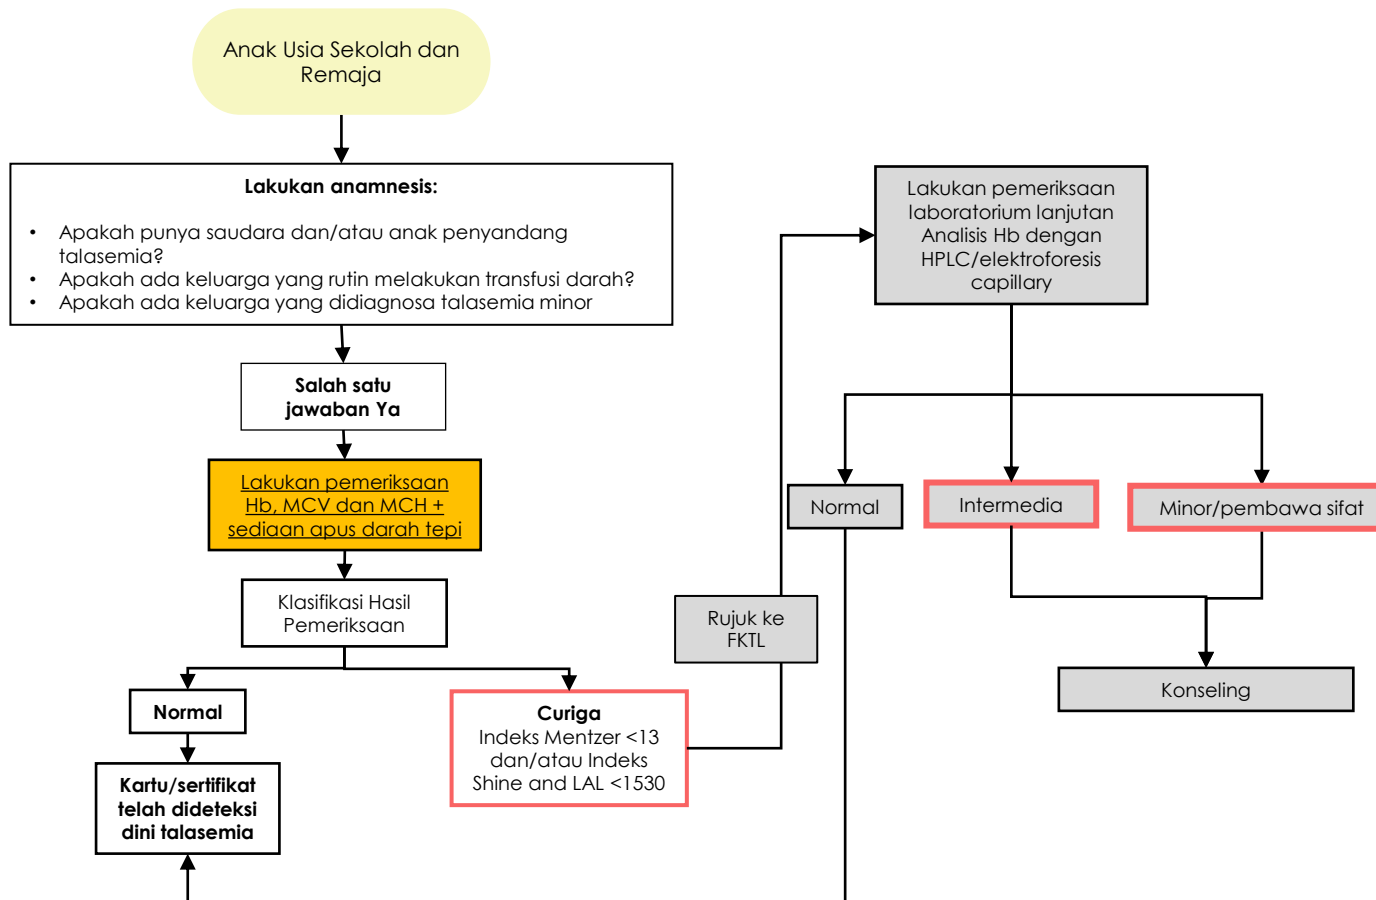 Anak Usia Sekolah dan
Remaja
Lakukan anamnesis:
• Apakah punya saudara dan/atau anak penyandang
talasemia?
• Apakah ada keluarga yang rutin melakukan transfusi darah?
• Apakah ada keluarga yang didiagnosa talasemia minor
Salah satu
jawaban Ya
Lakukan pemeriksaan
Hb, MCV dan MCH +
sediaan apus darah tepi
Klasifikasi Hasil
Pemeriksaan
Normal
Kartu/sertifikat
telah dideteksi
dini talasemia
Curiga
Indeks Mentzer <13
dan/atau Indeks
Shine and LAL <1530
Rujuk ke
FKTL
Lakukan pemeriksaan
laboratorium lanjutan
Analisis Hb dengan
HPLC/elektroforesis
capillary
Normal
Intermedia
Minor/pembawa sifat
Konseling